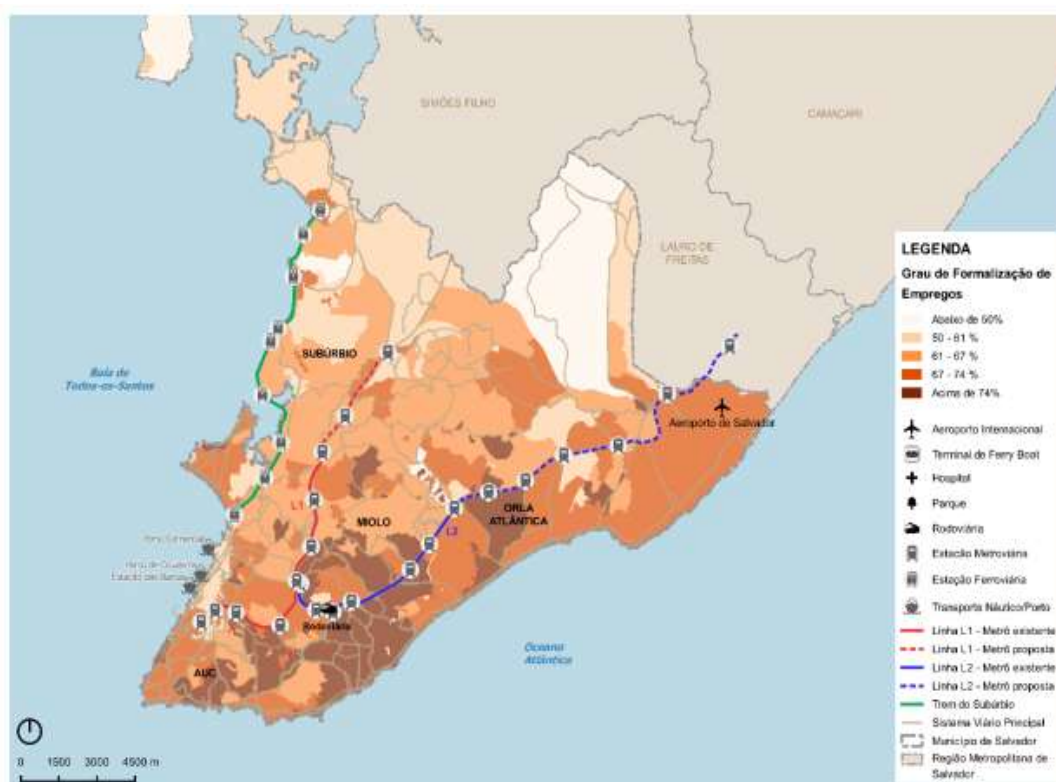 SIMÕES FILHO
CAMAÇARI
LAURO DE
FREITAS
SUBÚRBIO
Baía de
Todos-os-Santos
Aeroporto de Salvador
L1
MIOLO
L2
ORLA
ATLÂNTICA
Rodoviária
AUC
Oceano
Atlântico
0 1500 3000 4500 m
LEGENDA
Grau de Formalização de
Empregos
Abaixo de 50%
50 - 61 %
61 - 67 %
67 - 74 %
Acima de 74%
Aeroporto Internacional
Terminal de Ferry Boat
Hospital
Parque
Rodoviária
Estação Metroviária
Estação Ferroviária
Transporte Náutico/Porto
Linha L1 - Metrô existente
Linha L1 - Metrô proposta
Linha L2 - Metrô existente
Linha L2 - Metrô proposta
Trem do Subúrbio
Sistema Viário Principal
Município de Salvador
Região Metropolitana de
Salvador